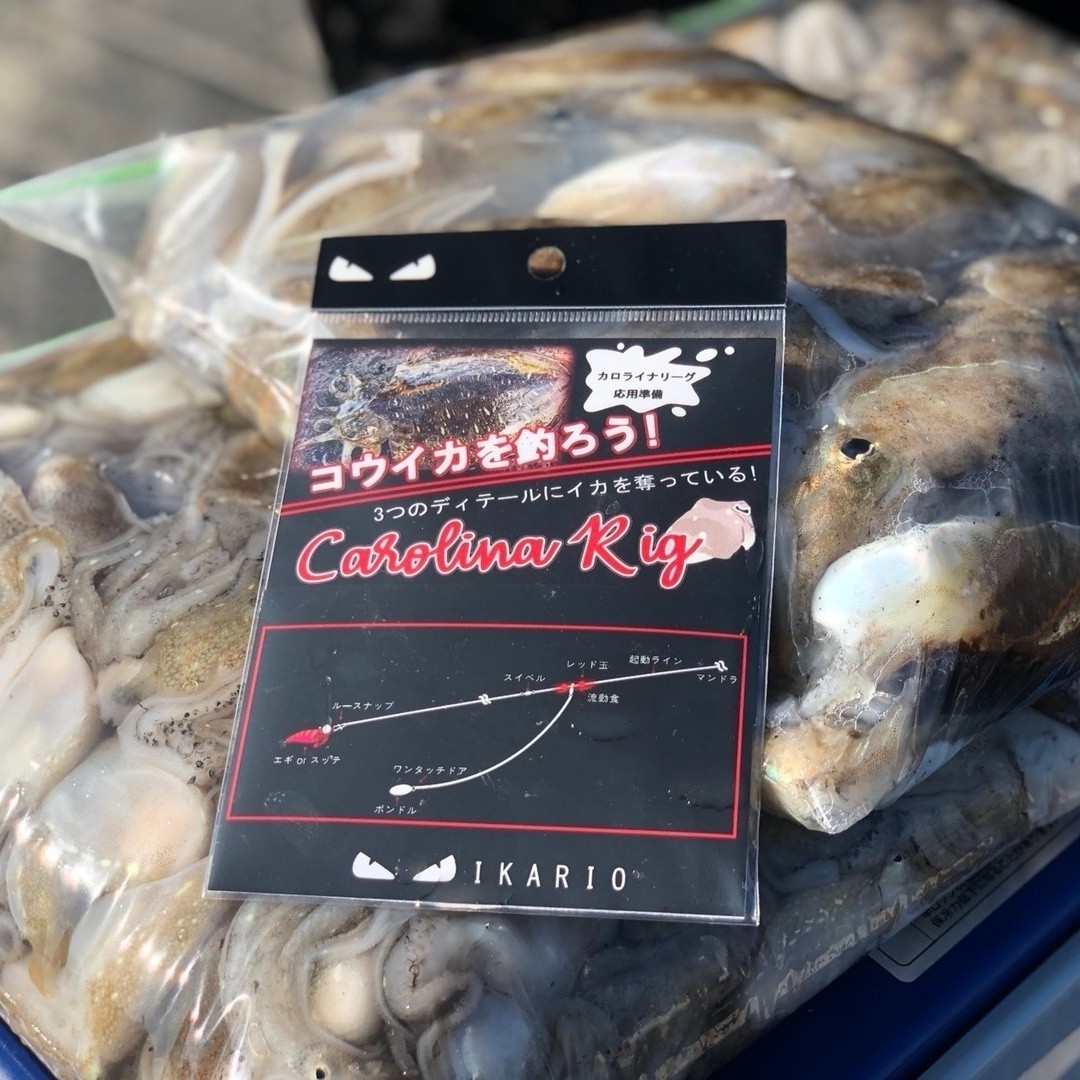 カロライナリーグ
応用準備
コウイカを釣ろう!
3つのディテールにイカを奪っている!
Carolina Rig
レッド玉
起動ライン
スイベル
マンドラ
流動食
ルースナップ
エギ or スッテ
ワンタッチドア
ボンドル
IKARIO